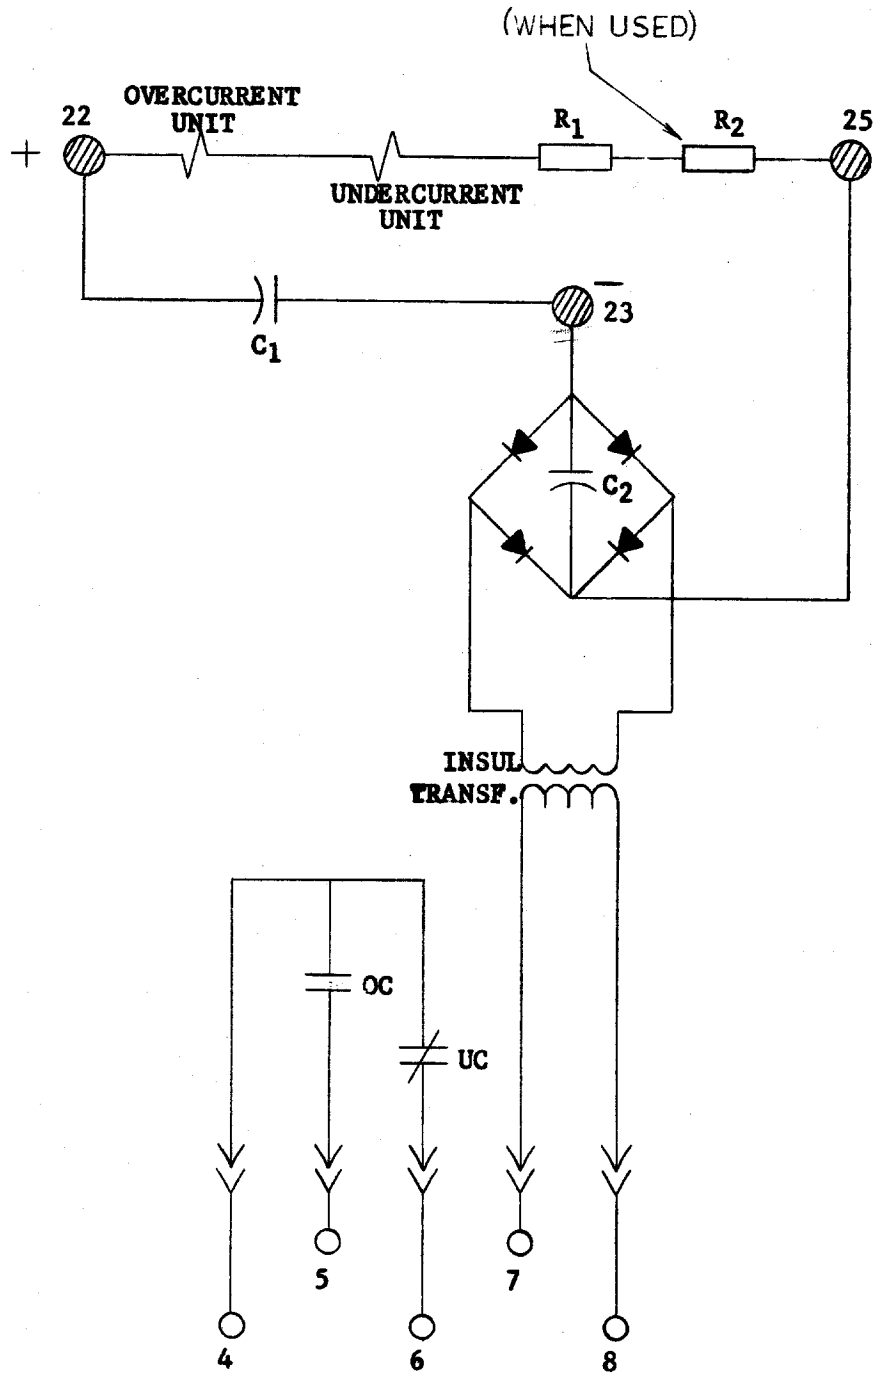 (WHEN USED)
OVERCURRENT
UNIT
22
R1
R2
25
+
UNDERCURRENT
UNIT
−
23
C1
C2
INSUL
TRANSF.
OC
UC
5
7
4
6
8